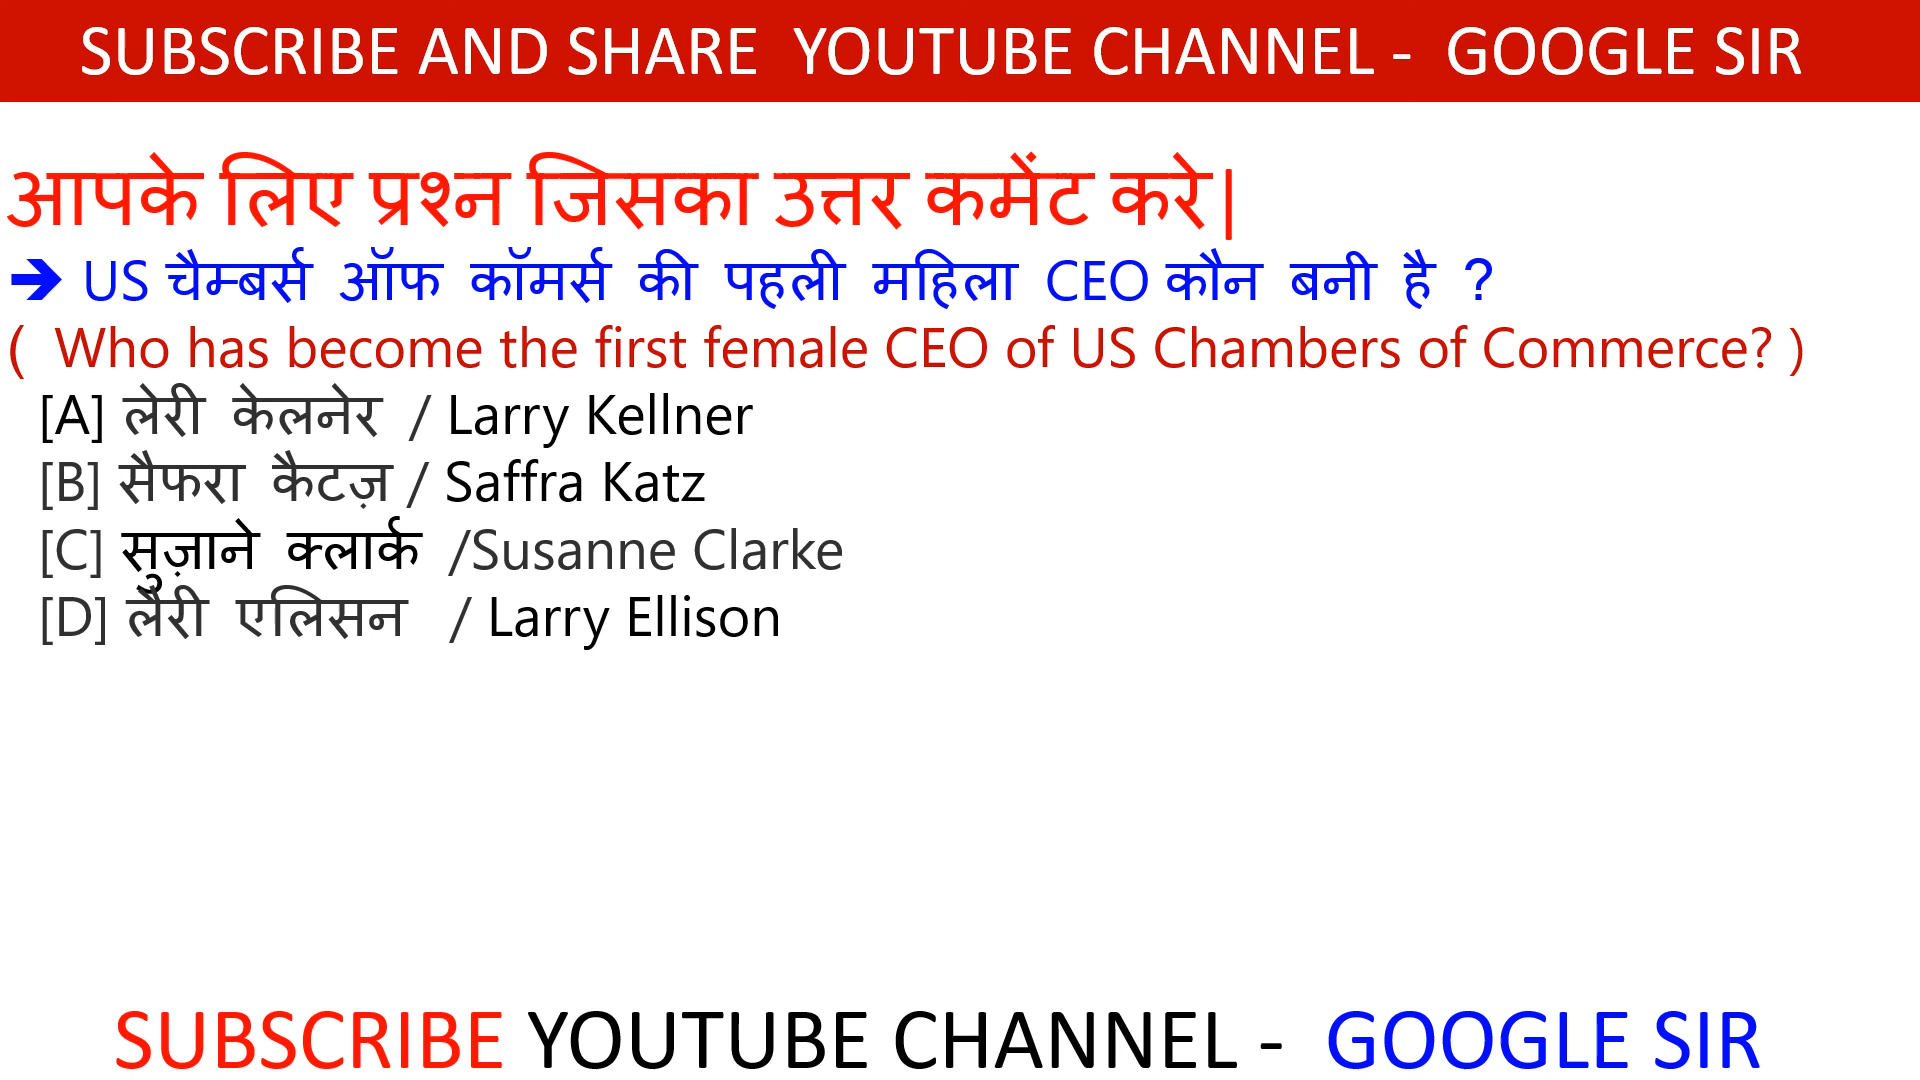 SUBSCRIBE AND SHARE YOUTUBE CHANNEL - GOOGLE SIR
आपके लिए प्रश्न जिसका उत्तर कमेंट करे|
➔ US चैम्बर्स ऑफ कॉमर्स की पहली महिला CEO कौन बनी है ?
( Who has become the first female CEO of US Chambers of Commerce? )
[A] लेरी केलनेर / Larry Kellner
[B] सैफरा कैटज़ / Saffra Katz
[C] सुज़ाने क्लार्क /Susanne Clarke
[D] लैरी एलिसन / Larry Ellison
SUBSCRIBE YOUTUBE CHANNEL - GOOGLE SIR